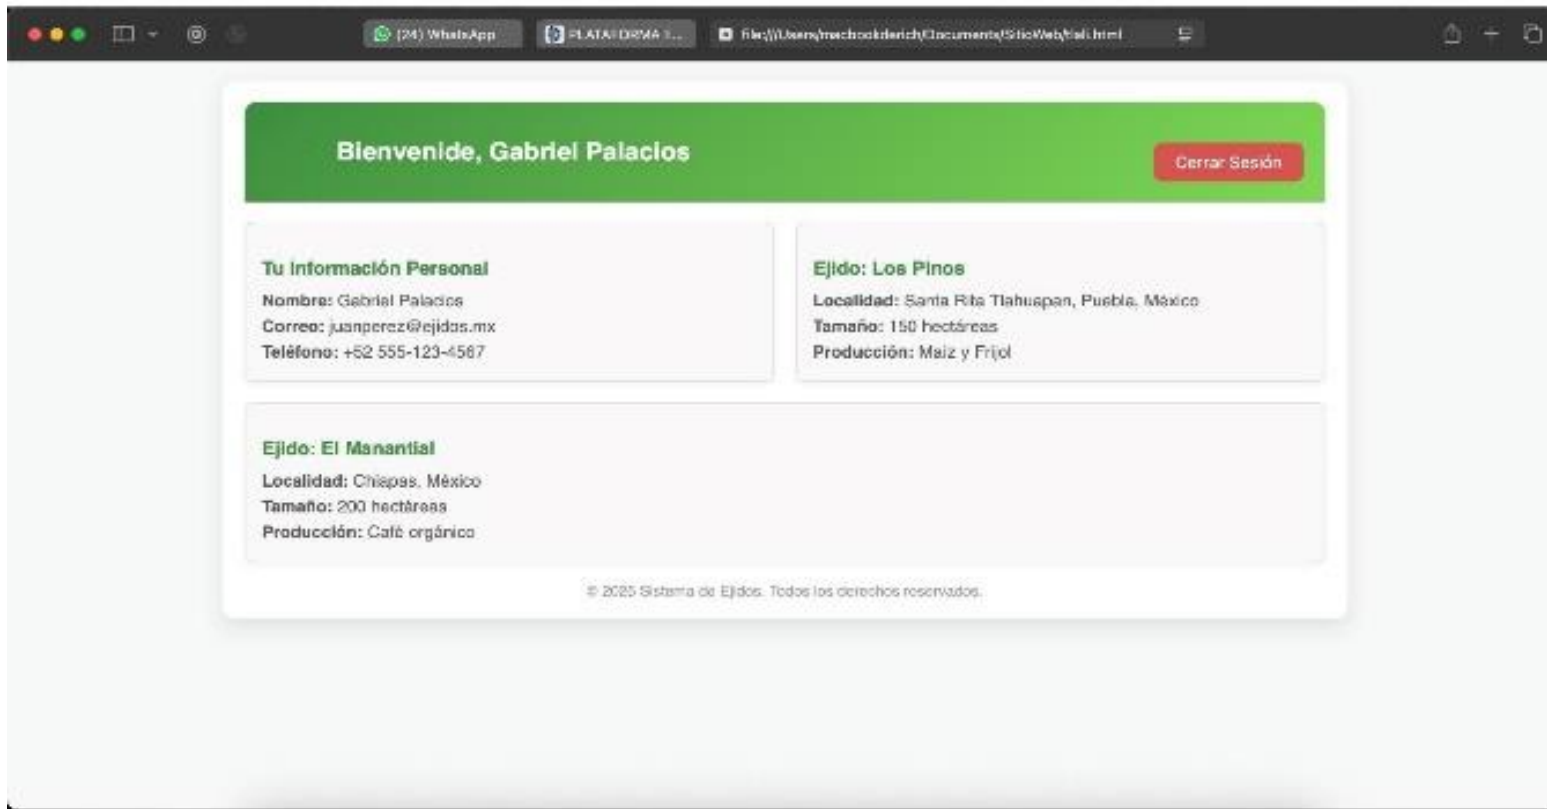 (24) WhatsApp
PLATAFORMA T...
file:///Users/macbookderich/Documents/SitioWeb/tlali.html
Bienvenide, Gabriel Palacios
Cerrar Sesión
Tu Información Personal
Nombre: Gabriel Palacios
Correo: juanperez@ejidos.mx
Teléfono: +52 555-123-4567
Ejido: Los Pinos
Localidad: Santa Rita Tlahuapan, Puebla, México
Tamaño: 150 hectáreas
Producción: Maíz y Frijol
Ejido: El Manantial
Localidad: Chiapas, México
Tamaño: 200 hectáreas
Producción: Café orgánico
© 2025 Sistema de Ejidos. Todos los derechos reservados.